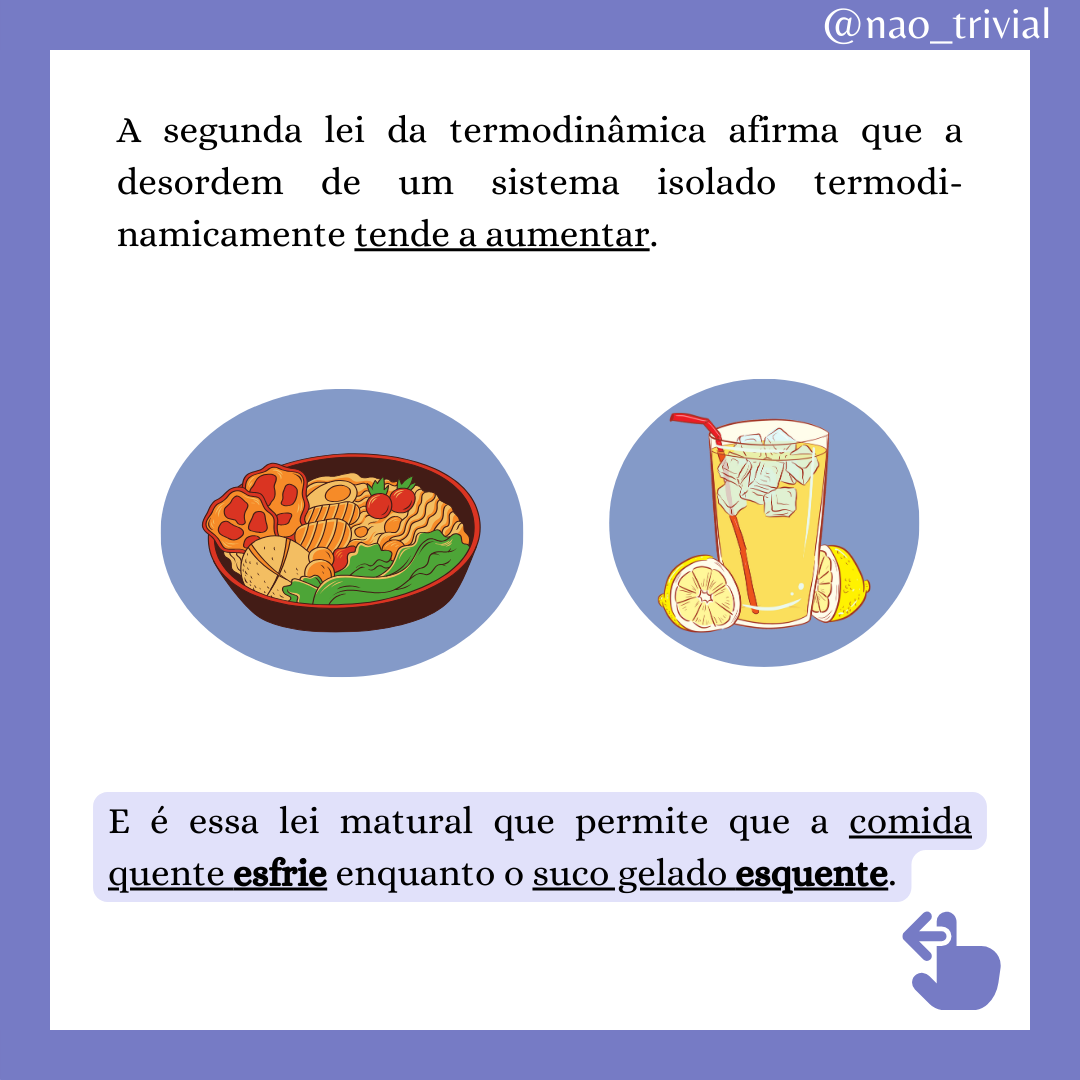 @nao_trivial
A segunda lei da termodinâmica afirma que a
desordem de um sistema isolado termodi-
namicamente tende a aumentar.
E é essa lei matural que permite que a comida
quente esfrie enquanto o suco gelado esquente.